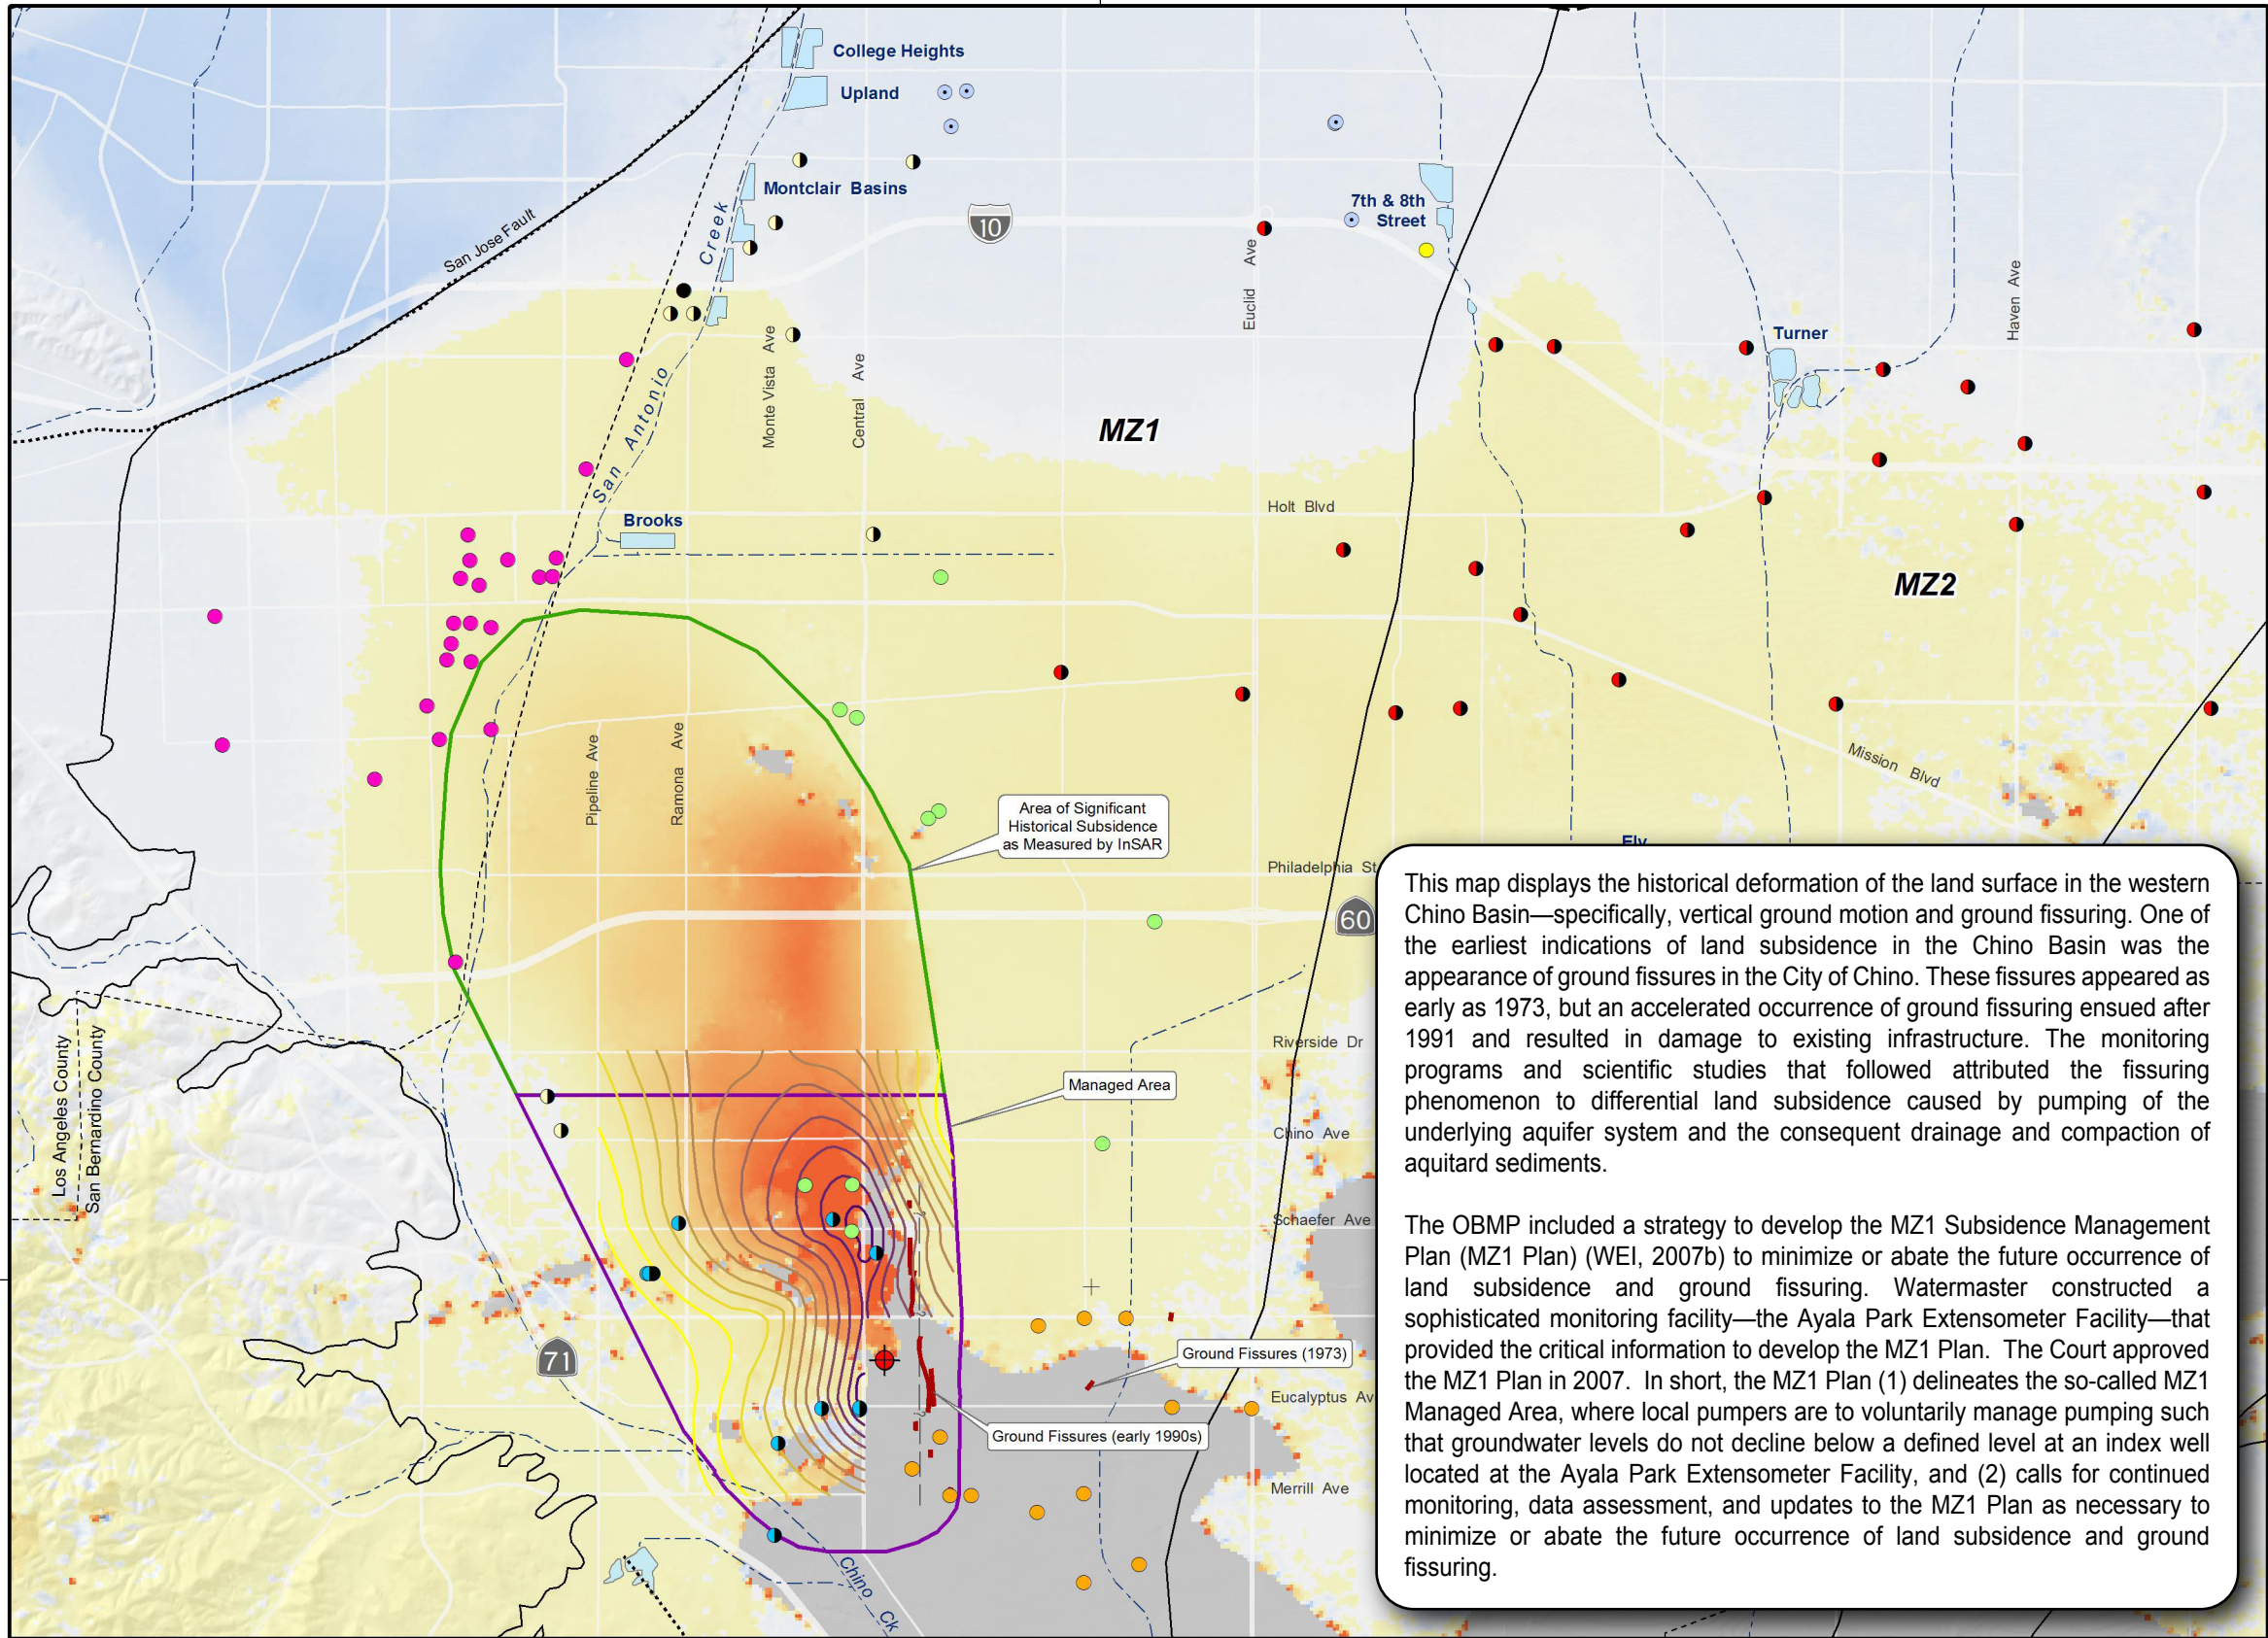 College Heights
Upland
Montclair Basins
7th & 8th
Street
10
San Jose Fault
San Antonio Creek
Monte Vista Ave
Central Ave
Euclid Ave
Haven Ave
Turner
MZ1
Holt Blvd
Brooks
MZ2
Pipeline Ave
Ramona Ave
Mission Blvd
Area of Significant
Historical Subsidence
as Measured by InSAR
Ely
Philadelphia St
60
Riverside Dr
Managed Area
Los Angeles County
San Bernardino County
Chino Ave
Schaefer Ave
?
?
?
71
Ground Fissures (1973)
Eucalyptus Av
Ground Fissures (early 1990s)
Merrill Ave
Chino Ck
This map displays the historical deformation of the land surface in the western
Chino Basin—specifically, vertical ground motion and ground fissuring. One of
the earliest indications of land subsidence in the Chino Basin was the
appearance of ground fissures in the City of Chino. These fissures appeared as
early as 1973, but an accelerated occurrence of ground fissuring ensued after
1991 and resulted in damage to existing infrastructure. The monitoring
programs and scientific studies that followed attributed the fissuring
phenomenon to differential land subsidence caused by pumping of the
underlying aquifer system and the consequent drainage and compaction of
aquitard sediments.
The OBMP included a strategy to develop the MZ1 Subsidence Management
Plan (MZ1 Plan) (WEI, 2007b) to minimize or abate the future occurrence of
land subsidence and ground fissuring. Watermaster constructed a
sophisticated monitoring facility—the Ayala Park Extensometer Facility—that
provided the critical information to develop the MZ1 Plan. The Court approved
the MZ1 Plan in 2007. In short, the MZ1 Plan (1) delineates the so-called MZ1
Managed Area, where local pumpers are to voluntarily manage pumping such
that groundwater levels do not decline below a defined level at an index well
located at the Ayala Park Extensometer Facility, and (2) calls for continued
monitoring, data assessment, and updates to the MZ1 Plan as necessary to
minimize or abate the future occurrence of land subsidence and ground
fissuring.